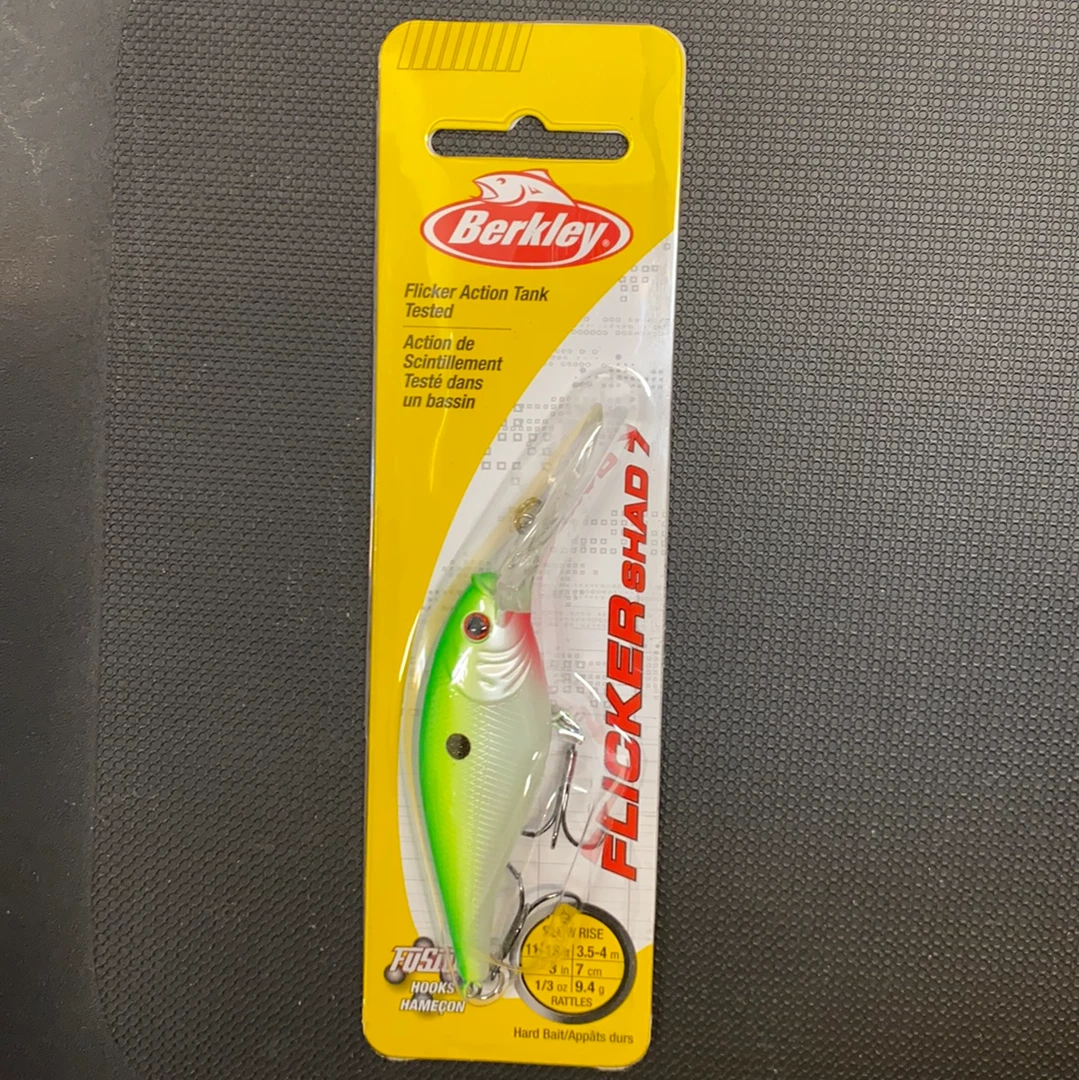 Berkley®
Flicker Action Tank
Tested
Action de
Scintillement
Testé dans
un bassin
FLICKER SHAD 7
HOOKS
HAMEÇON
RISE
3.5-4 m
3 in 7 cm
1/3 oz 9.4 g
RATTLES
Hard Bait/Appâts durs